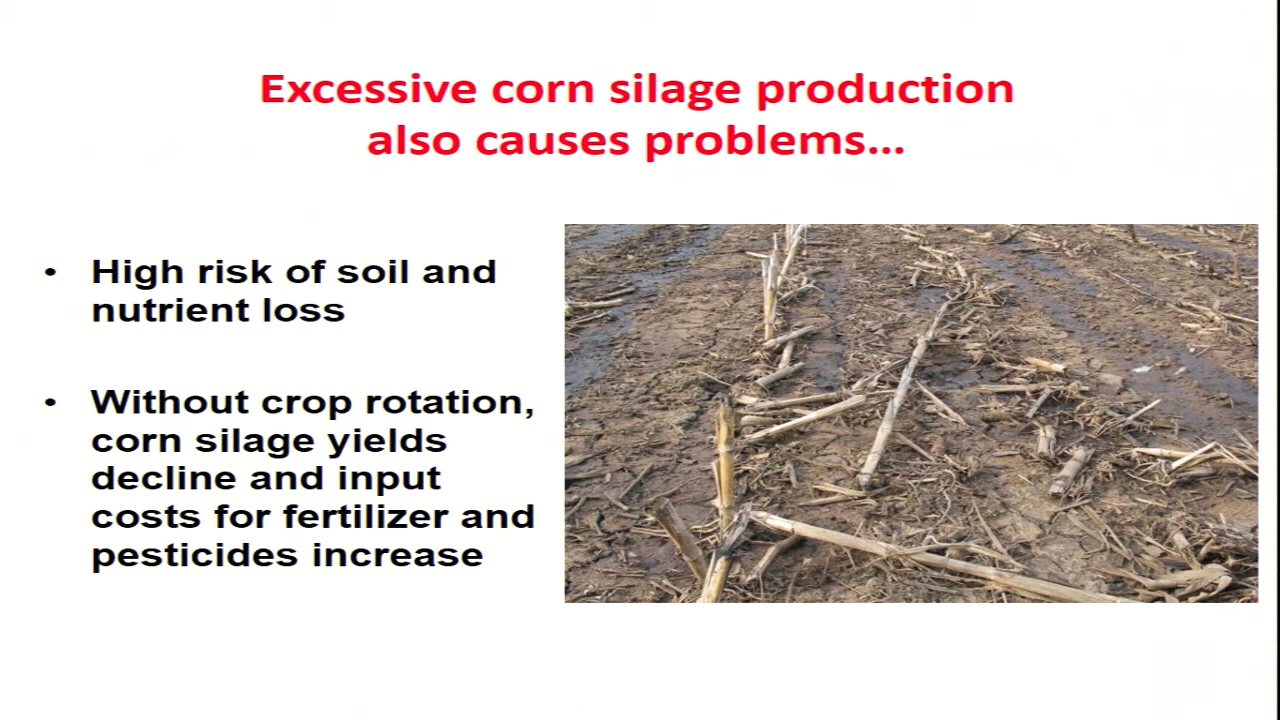 Excessive corn silage production
also causes problems...
• High risk of soil and
nutrient loss
• Without crop rotation,
corn silage yields
decline and input
costs for fertilizer and
pesticides increase